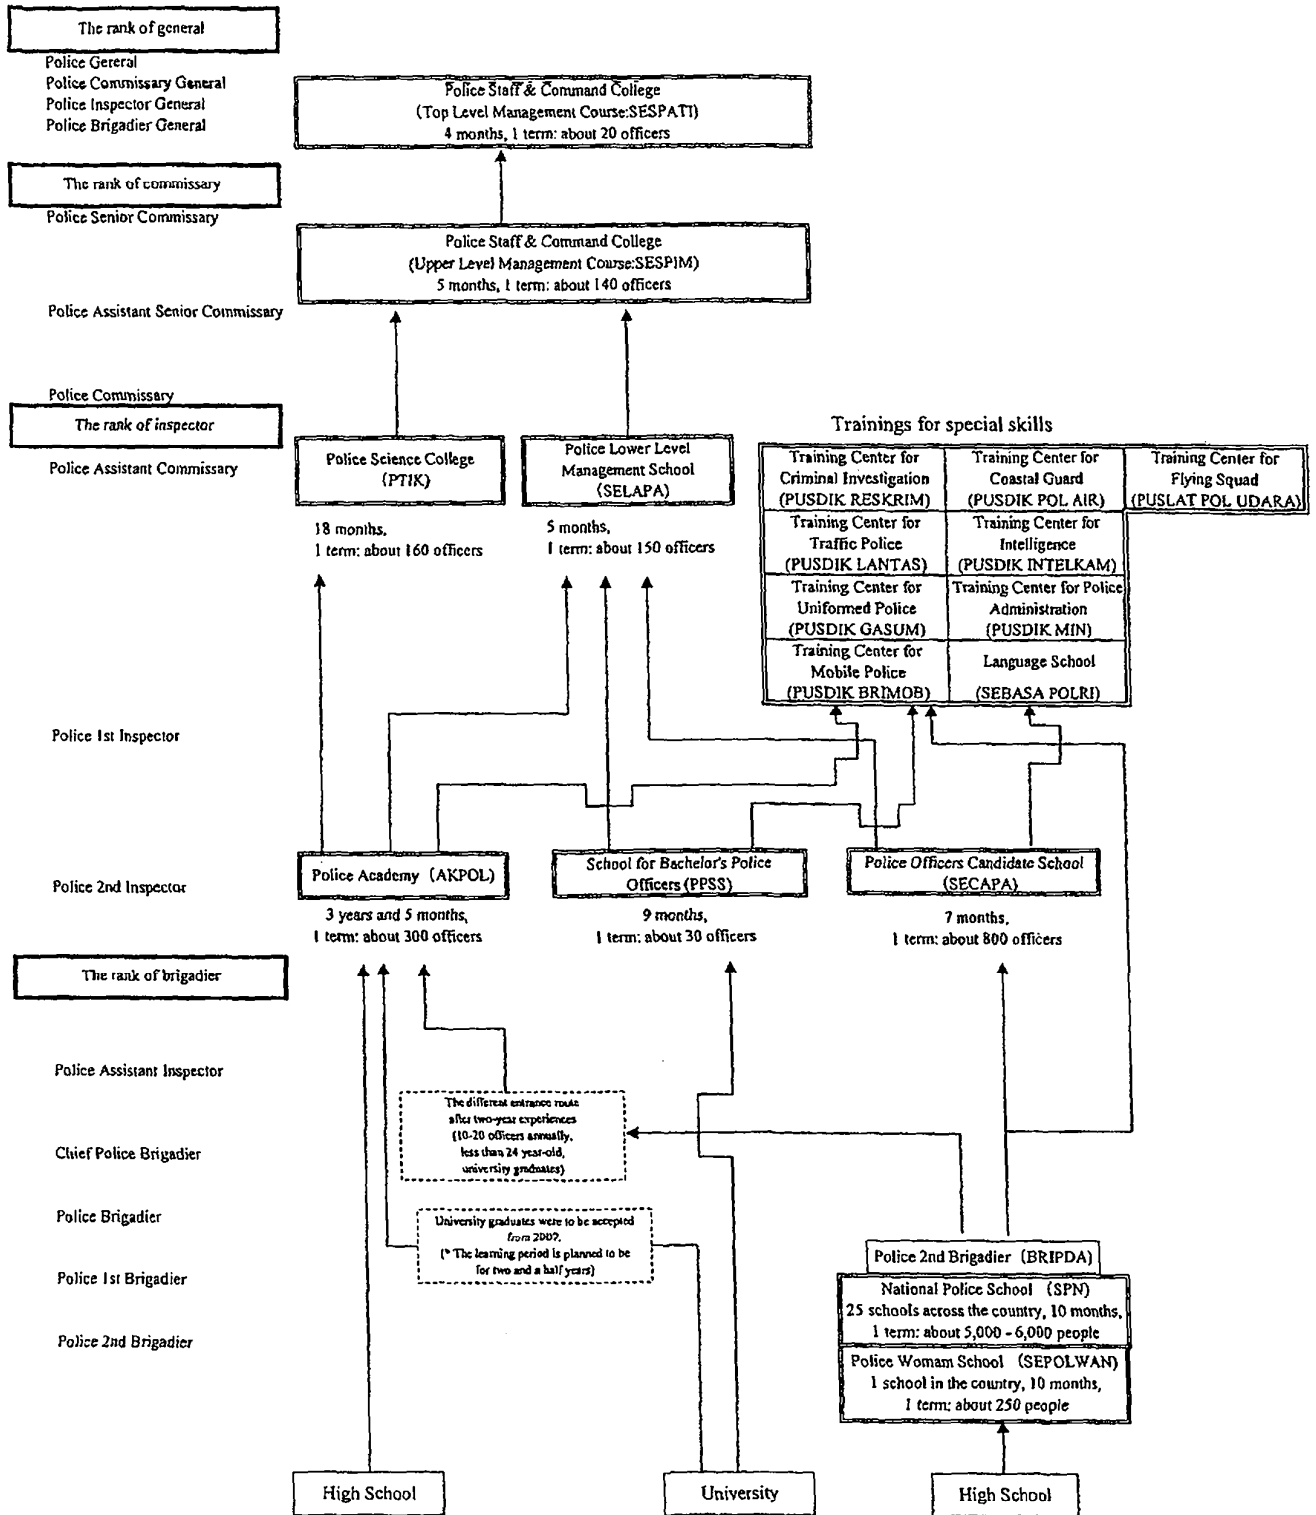 The rank of general
Police Gereral
Police Commissary General
Police Inspector General
Police Brigadier General
Police Staff & Command College
(Top Level Management Course:SESPATI)
4 months, 1 term: about 20 officers
The rank of commissary
Police Senior Commissary
Police Staff & Command College
(Upper Level Management Course:SESPIM)
5 months, 1 term: about 140 officers
Police Assistant Senior Commissary
Police Commissary
The rank of inspector
Police Assistant Commissary
Police Science College
(PTIK)
18 months,
1 term: about 160 officers
Police Lower Level
Management School
(SELAPA)
5 months,
1 term: about 150 officers
Trainings for special skills
Training Center for
Criminal Investigation
(PUSDIK RESKRIM)
Training Center for
Coastal Guard
(PUSDIK POL AIR)
Training Center for
Flying Squad
(PUSLAT POL UDARA)
Training Center for
Traffic Police
(PUSDIK LANTAS)
Training Center for
Intelligence
(PUSDIK INTELKAM)
Training Center for
Uniformed Police
(PUSDIK GASUM)
Training Center for Police
Administration
(PUSDIK MIN)
Training Center for
Mobile Police
(PUSDIK BRIMOB)
Language School
(SEBASA POLRI)
Police 1st Inspector
Police 2nd Inspector
Police Academy (AKPOL)
3 years and 5 months,
1 term: about 300 officers
School for Bachelor's Police
Officers (PPSS)
9 months,
1 term: about 30 officers
Police Officers Candidate School
(SECAPA)
7 months,
1 term: about 800 officers
The rank of brigadier
Police Assistant Inspector
Chief Police Brigadier
Police Brigadier
Police 1st Brigadier
Police 2nd Brigadier
The different entrance route
after two-year experiences
(10-20 officers annually,
less than 24 year-old,
university graduates)
University graduates were to be accepted
from
(* The learning period is planned to be
for two and a half years)
Police 2nd Brigadier (BRIPDA)
National Police School (SPN)
25 schools across the country, 10 months,
1 term: about 5,000 - 6,000 people
Police Womam School (SEPOLWAN)
1 school in the country, 10 months,
1 term: about 250 people
High School
University
High School